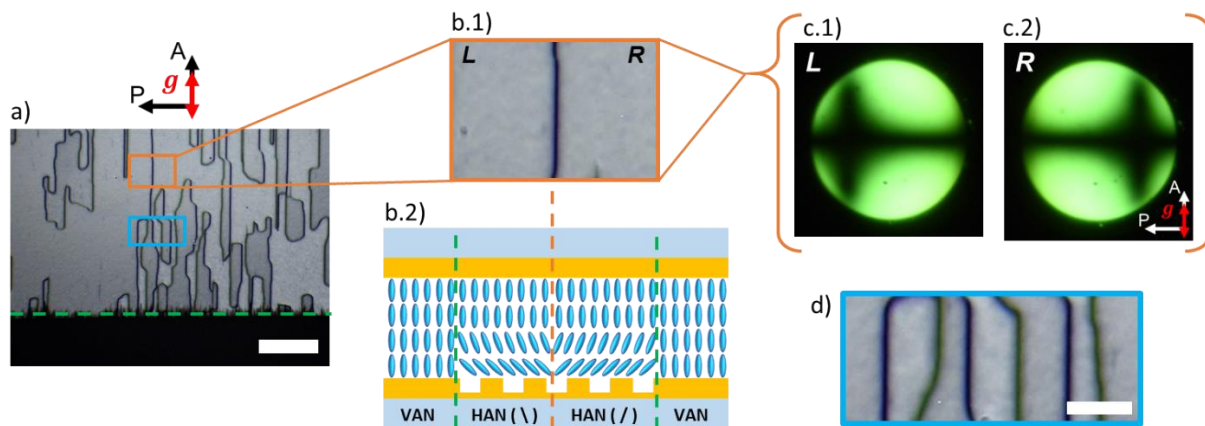 a)
A
g
P
b.1)
L
R
b.2)
VAN
HAN (\)
HAN (/)
VAN
c.1)
L
c.2)
R
A
g
P
d)